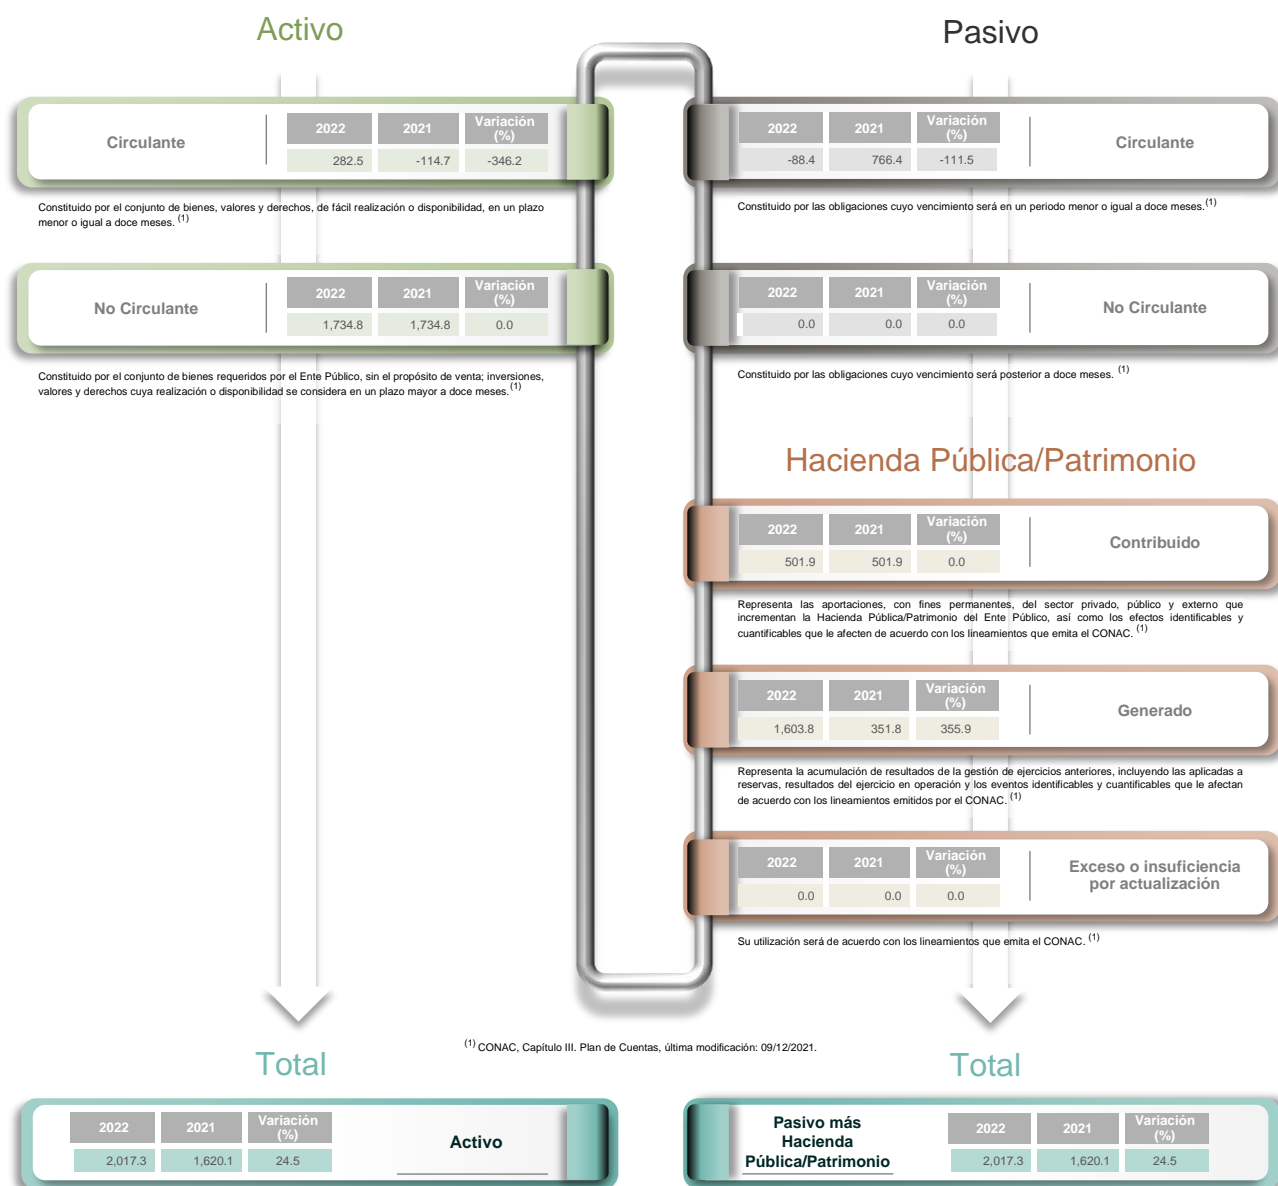 Activo
Circulante
2022 2021 Variación (%)
282.5 -114.7 -346.2
Constituido por el conjunto de bienes, valores y derechos, de fácil realización o disponibilidad, en un plazo
menor o igual a doce meses. (1)
No Circulante
2022 2021 Variación (%)
1,734.8 1,734.8 0.0
Constituido por el conjunto de bienes requeridos por el Ente Público, sin el propósito de venta; inversiones,
valores y derechos cuya realización o disponibilidad se considera en un plazo mayor a doce meses. (1)
Pasivo
2022 2021 Variación (%)
-88.4 766.4 -111.5
Circulante
Constituido por las obligaciones cuyo vencimiento será en un periodo menor o igual a doce meses. (1)
2022 2021 Variación (%)
0.0 0.0 0.0
No Circulante
Constituido por las obligaciones cuyo vencimiento será posterior a doce meses. (1)
Hacienda Pública/Patrimonio
2022 2021 Variación (%)
501.9 501.9 0.0
Contribuido
Representa las aportaciones, con fines permanentes, del sector privado, público y externo que
incrementan la Hacienda Pública/Patrimonio del Ente Público, así como los efectos identificables y
cuantificables que le afecten de acuerdo con los lineamientos que emita el CONAC. (1)
2022 2021 Variación (%)
1,603.8 351.8 355.9
Generado
Representa la acumulación de resultados de la gestión de ejercicios anteriores, incluyendo las aplicadas a
reservas, resultados del ejercicio en operación y los eventos identificables y cuantificables que le afectan
de acuerdo con los lineamientos emitidos por el CONAC. (1)
2022 2021 Variación (%)
0.0 0.0 0.0
Exceso o insuficiencia
por actualización
Su utilización será de acuerdo con los lineamientos que emita el CONAC. (1)
(1) CONAC, Capítulo III. Plan de Cuentas, última modificación: 09/12/2021.
Total
2022 2021 Variación (%)
2,017.3 1,620.1 24.5
Activo
Total
Pasivo más
Hacienda
Pública/Patrimonio
2022 2021 Variación (%)
2,017.3 1,620.1 24.5